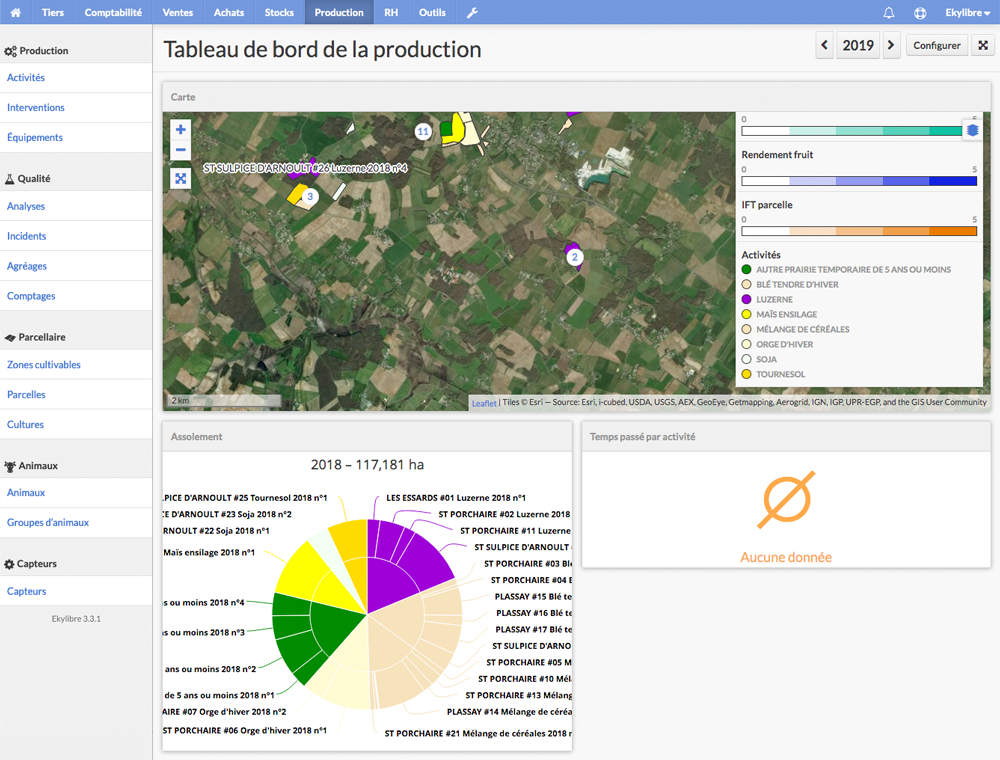 Tiers Comptabilité Ventes Achats Stocks Production RH Outils Ekylibre
Production
Activités
Interventions
Équipements
Qualité
Analyses
Incidents
Agréages
Comptages
Parcellaire
Zones cultivables
Parcelles
Cultures
Animaux
Animaux
Groupes d'animaux
Capteurs
Capteurs
Ekylibre 3.3.1
Tableau de bord de la production
2019
Configurer
Carte
+
−
11
ST SULPICE D'ARNOULT #26 Luzerne 2018 n°4
3
2
2 km
0 5
Rendement fruit
0 5
IFT parcelle
0 5
Activités
AUTRE PRAIRIE TEMPORAIRE DE 5 ANS OU MOINS
BLÉ TENDRE D'HIVER
LUZERNE
MAÏS ENSILAGE
MÉLANGE DE CÉRÉALES
ORGE D'HIVER
SOJA
TOURNESOL
Leaflet | Tiles © Esri — Source: Esri, i-cubed, USDA, USGS, AEX, GeoEye, Getmapping, Aerogrid, IGN, IGP, UPR-EGP, and the GIS User Community
Assolement
2018 – 117,181 ha
PICE D'ARNOULT #25 Tournesol 2018 n°1
E D'ARNOULT #23 Soja 2018 n°2
RNOULT #22 Soja 2018 n°1
Maïs ensilage 2018 n°1
s ou moins 2018 n°4
s ou moins 2018 n°3
ans ou moins 2018 n°2
de 5 ans ou moins 2018 n°1
AIRE #07 Orge d'hiver 2018 n°2
ST PORCHAIRE #06 Orge d'hiver 2018 n°1
LES ESSARDS #01 Luzerne 2018 n°1
ST PORCHAIRE #02 Luzerne 2018
ST PORCHAIRE #11 Luzerne
ST SULPICE D'ARNOULT
ST PORCHAIRE #03 Blé
ST PORCHAIRE #04 B
PLASSAY #15 Blé te
PLASSAY #16 Blé te
PLASSAY #17 Blé te
ST SULPICE D'ARNO
ST PORCHAIRE #05 M
ST PORCHAIRE #10 Mél
ST PORCHAIRE #13 Mélang
PLASSAY #14 Mélange de céréa
ST PORCHAIRE #21 Mélange de céréales 2018 n
Temps passé par activité
Aucune donnée